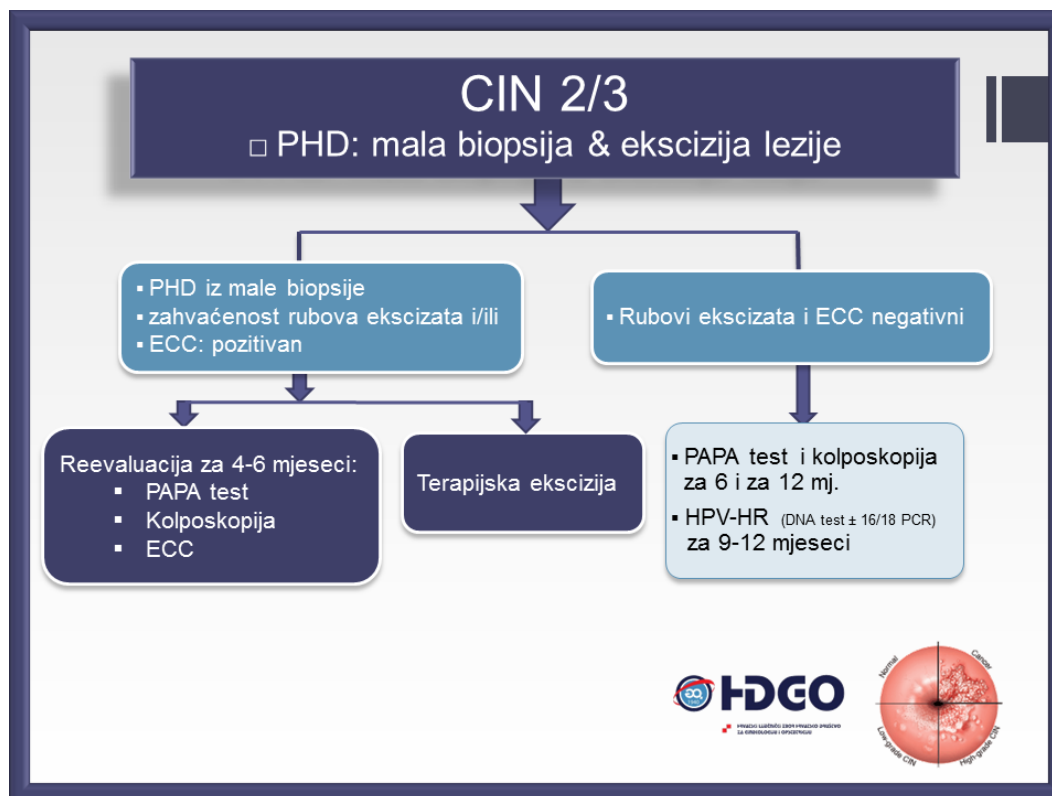 CIN 2/3
□ PHD: mala biopsija & ekscizija lezije
▪ PHD iz male biopsije
▪ zahvaćenost rubova ekscizata i/ili
▪ ECC: pozitivan
▪ Rubovi ekscizata i ECC negativni
Reevaluacija za 4-6 mjeseci:
▪ PAPA test
▪ Kolposkopija
▪ ECC
Terapijska ekscizija
▪ PAPA test i kolposkopija
za 6 i za 12 mj.
▪ HPV-HR (DNA test ± 16/18 PCR)
za 9-12 mjeseci
HDGO
Normal
Cancer
Low-grade CIN
High-grade CIN